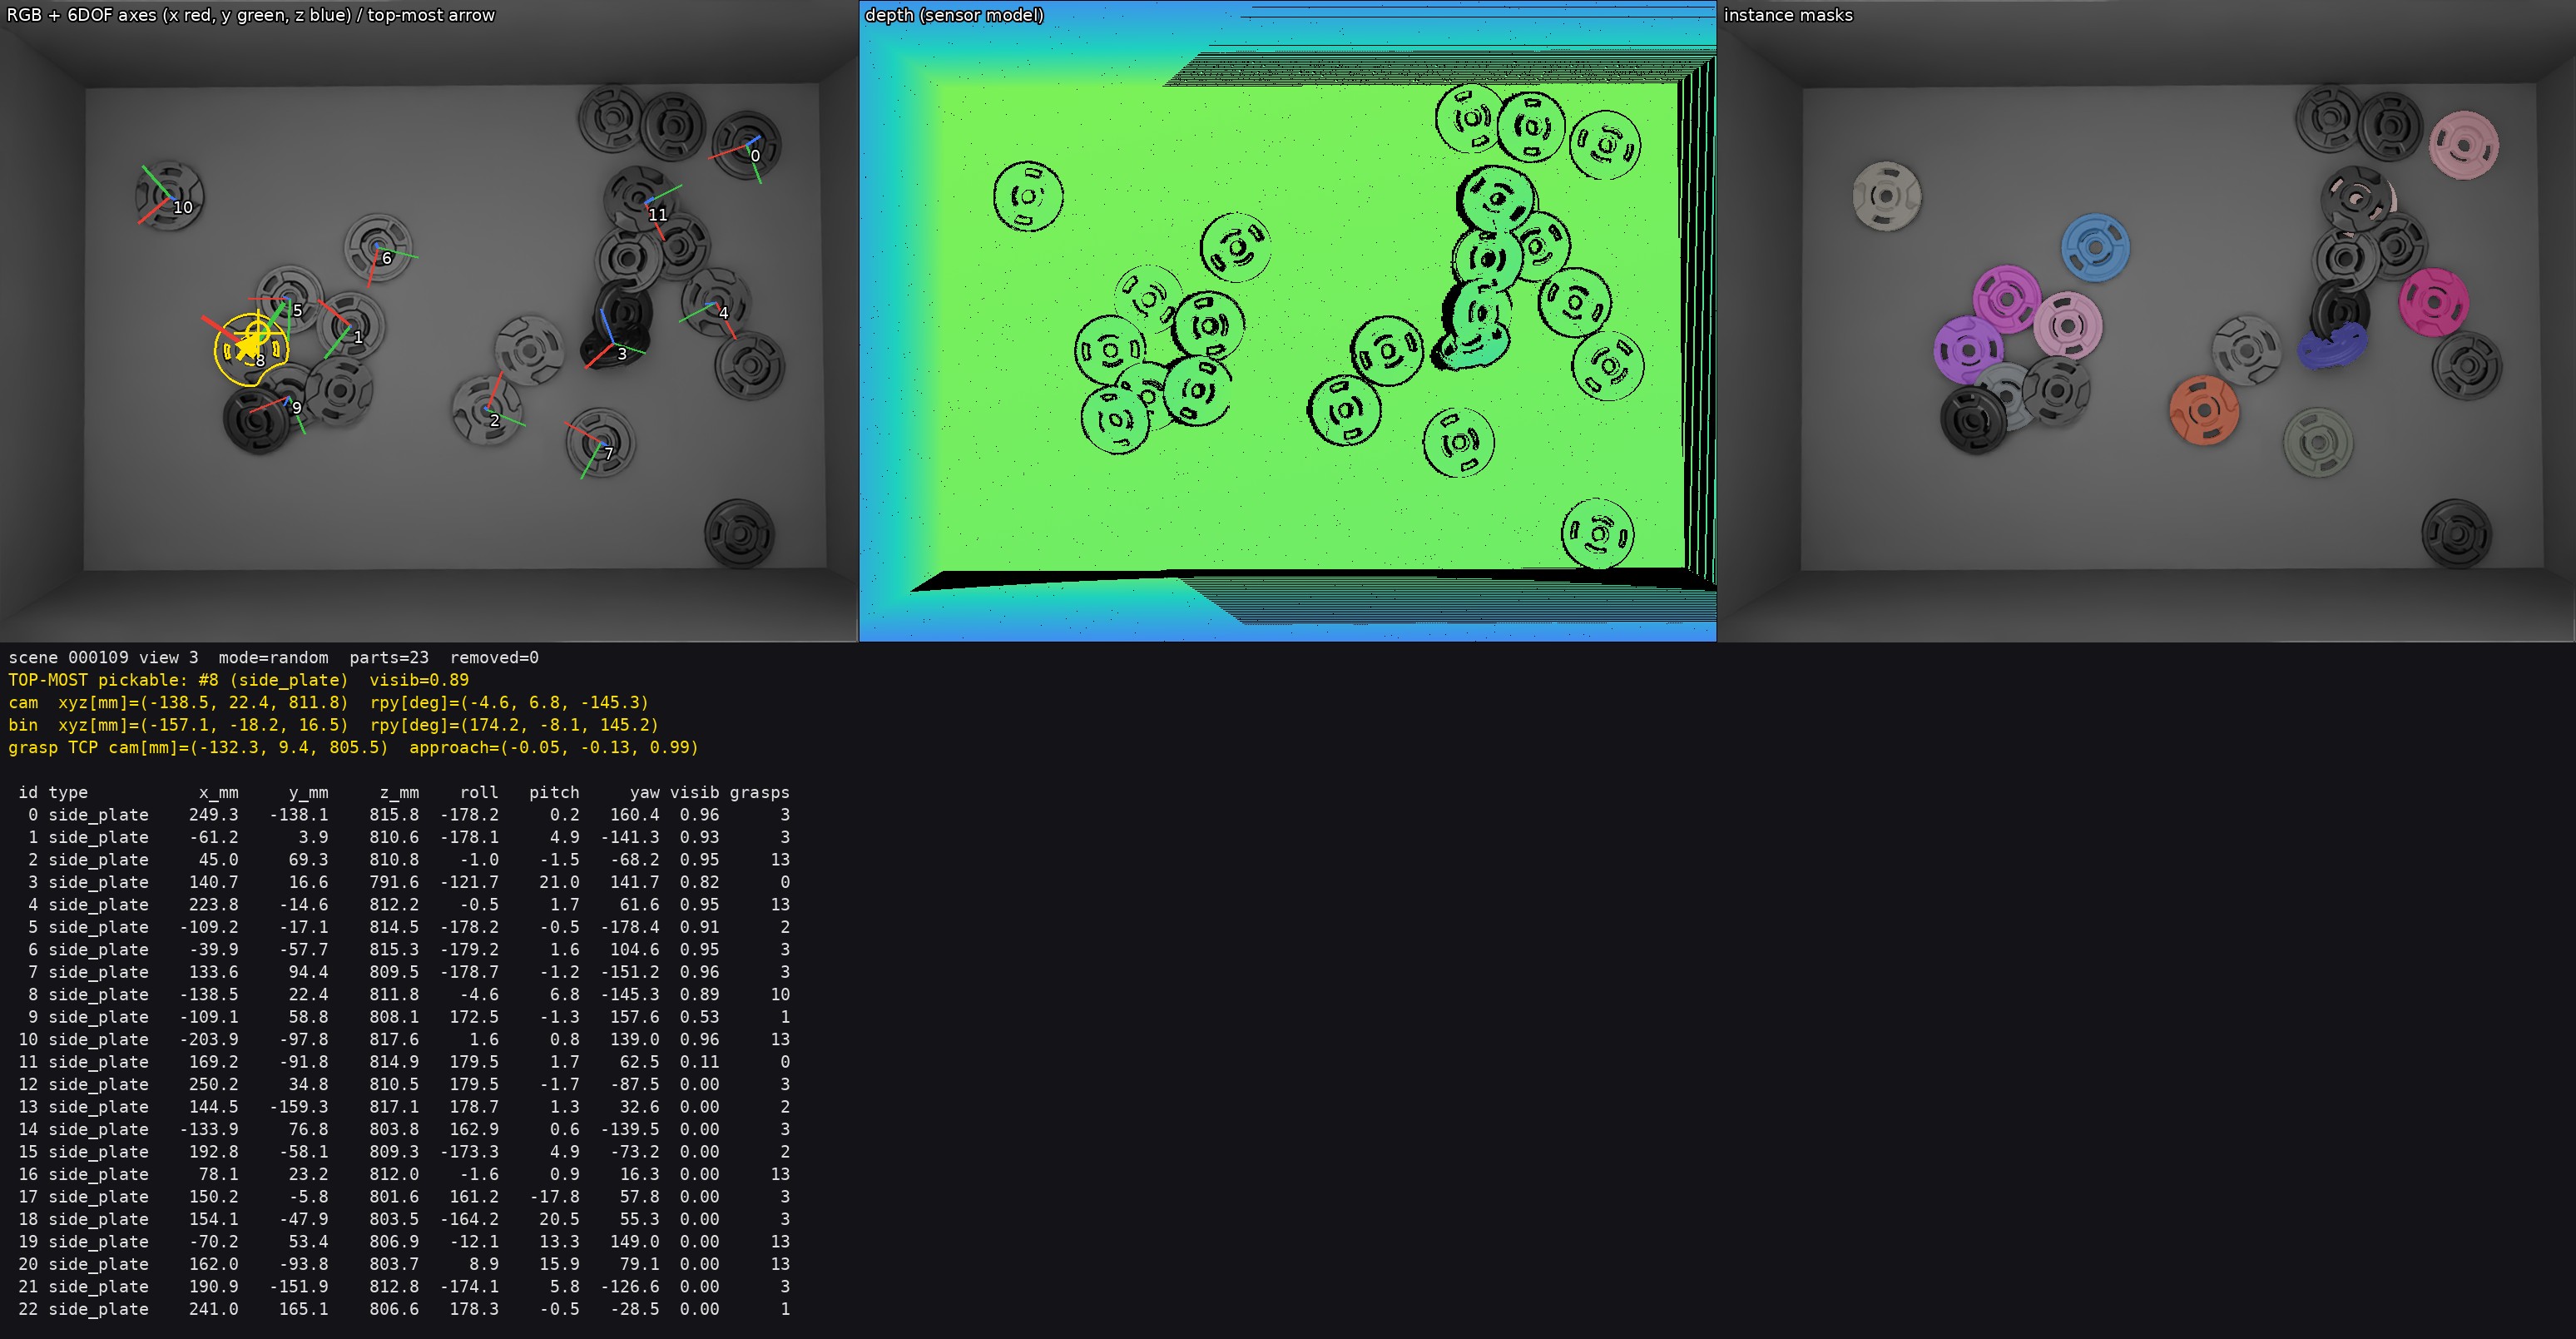 RGB + 6DOF axes (x red, y green, z blue) / top-most arrow
depth (sensor model)
instance masks
0
10
11
6
5
4
1
8
3
9
2
7
scene 000109 view 3  mode=random  parts=23  removed=0
TOP-MOST pickable: #8 (side_plate)  visib=0.89
cam  xyz[mm]=(-138.5, 22.4, 811.8)  rpy[deg]=(-4.6, 6.8, -145.3)
bin  xyz[mm]=(-157.1, -18.2, 16.5)  rpy[deg]=(174.2, -8.1, 145.2)
grasp TCP cam[mm]=(-132.3, 9.4, 805.5)  approach=(-0.05, -0.13, 0.99)
id type x_mm y_mm z_mm roll pitch yaw visib grasps
0 side_plate 249.3 -138.1 815.8 -178.2 0.2 160.4 0.96 3
1 side_plate -61.2 3.9 810.6 -178.1 4.9 -141.3 0.93 3
2 side_plate 45.0 69.3 810.8 -1.0 -1.5 -68.2 0.95 13
3 side_plate 140.7 16.6 791.6 -121.7 21.0 141.7 0.82 0
4 side_plate 223.8 -14.6 812.2 -0.5 1.7 61.6 0.95 13
5 side_plate -109.2 -17.1 814.5 -178.2 -0.5 -178.4 0.91 2
6 side_plate -39.9 -57.7 815.3 -179.2 1.6 104.6 0.95 3
7 side_plate 133.6 94.4 809.5 -178.7 -1.2 -151.2 0.96 3
8 side_plate -138.5 22.4 811.8 -4.6 6.8 -145.3 0.89 10
9 side_plate -109.1 58.8 808.1 172.5 -1.3 157.6 0.53 1
10 side_plate -203.9 -97.8 817.6 1.6 0.8 139.0 0.96 13
11 side_plate 169.2 -91.8 814.9 179.5 1.7 62.5 0.11 0
12 side_plate 250.2 34.8 810.5 179.5 -1.7 -87.5 0.00 3
13 side_plate 144.5 -159.3 817.1 178.7 1.3 32.6 0.00 2
14 side_plate -133.9 76.8 803.8 162.9 0.6 -139.5 0.00 3
15 side_plate 192.8 -58.1 809.3 -173.3 4.9 -73.2 0.00 2
16 side_plate 78.1 23.2 812.0 -1.6 0.9 16.3 0.00 13
17 side_plate 150.2 -5.8 801.6 161.2 -17.8 57.8 0.00 3
18 side_plate 154.1 -47.9 803.5 -164.2 20.5 55.3 0.00 3
19 side_plate -70.2 53.4 806.9 -12.1 13.3 149.0 0.00 13
20 side_plate 162.0 -93.8 803.7 8.9 15.9 79.1 0.00 13
21 side_plate 190.9 -151.9 812.8 -174.1 5.8 -126.6 0.00 3
22 side_plate 241.0 165.1 806.6 178.3 -0.5 -28.5 0.00 1